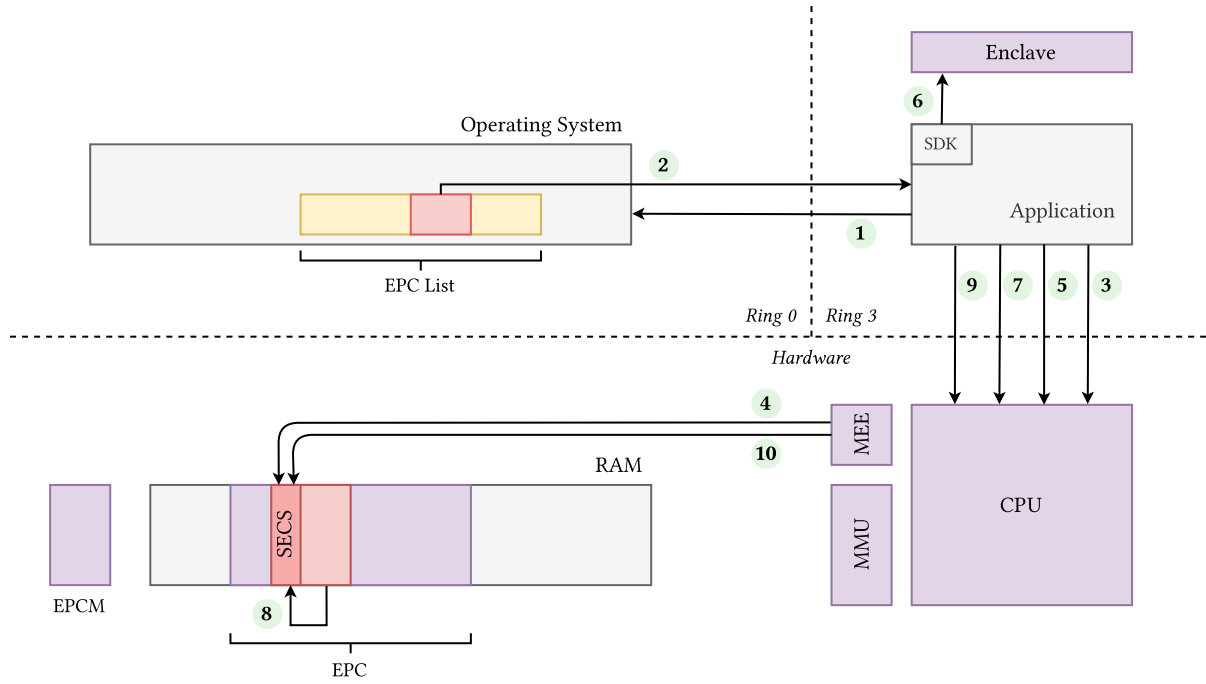 Enclave
6
Operating System
SDK
2
Application
1
EPC List
9
7
5
3
Ring 0
Ring 3
Hardware
4
MEE
10
RAM
SECS
MMU
CPU
EPCM
8
EPC